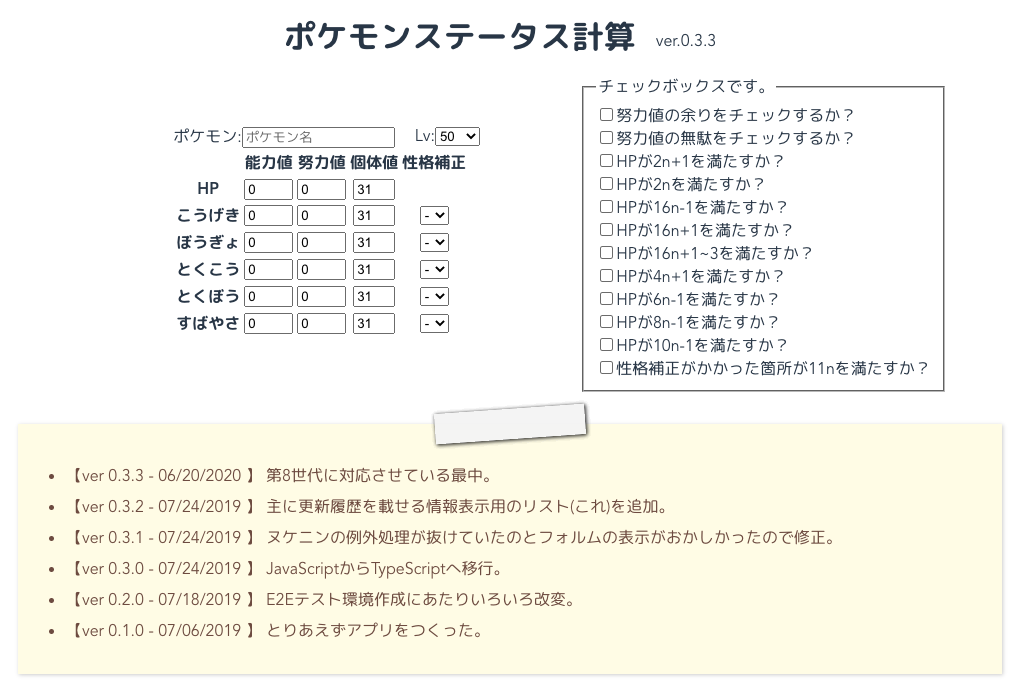 ポケモンステータス計算 ver.0.3.3
ポケモン: ポケモン名 Lv: 50
能力値 努力値 個体値 性格補正
HP 0 0 31
こうげき 0 0 31 -
ぼうぎょ 0 0 31 -
とくこう 0 0 31 -
とくぼう 0 0 31 -
すばやさ 0 0 31 -
チェックボックスです。
努力値の余りをチェックするか？
努力値の無駄をチェックするか？
HPが2n+1を満たすか？
HPが2nを満たすか？
HPが16n-1を満たすか？
HPが16n+1を満たすか？
HPが16n+1~3を満たすか？
HPが4n+1を満たすか？
HPが6n-1を満たすか？
HPが8n-1を満たすか？
HPが10n-1を満たすか？
性格補正がかかった箇所が11nを満たすか？
• 【ver 0.3.3 - 06/20/2020 】 第8世代に対応させている最中。
• 【ver 0.3.2 - 07/24/2019 】 主に更新履歴を載せる情報表示用のリスト(これ)を追加。
• 【ver 0.3.1 - 07/24/2019 】 ヌケニンの例外処理が抜けていたのとフォルムの表示がおかしかったので修正。
• 【ver 0.3.0 - 07/24/2019 】 JavaScriptからTypeScriptへ移行。
• 【ver 0.2.0 - 07/18/2019 】 E2Eテスト環境作成にあたりいろいろ改変。
• 【ver 0.1.0 - 07/06/2019 】 とりあえずアプリをつくった。